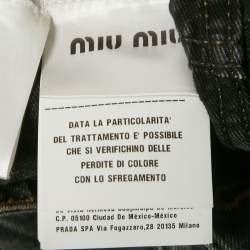 miu miu
DATA LA PARTICOLARITA'
DEL TRATTAMENTO E' POSSIBILE
CHE SI VERIFICHINO DELLE
PERDITE DI COLORE
CON LO SFREGAMENTO
C.P. 05100 Ciudad De México-México
PRADA SPA Via Fogazzaro, 28 20135 Milano